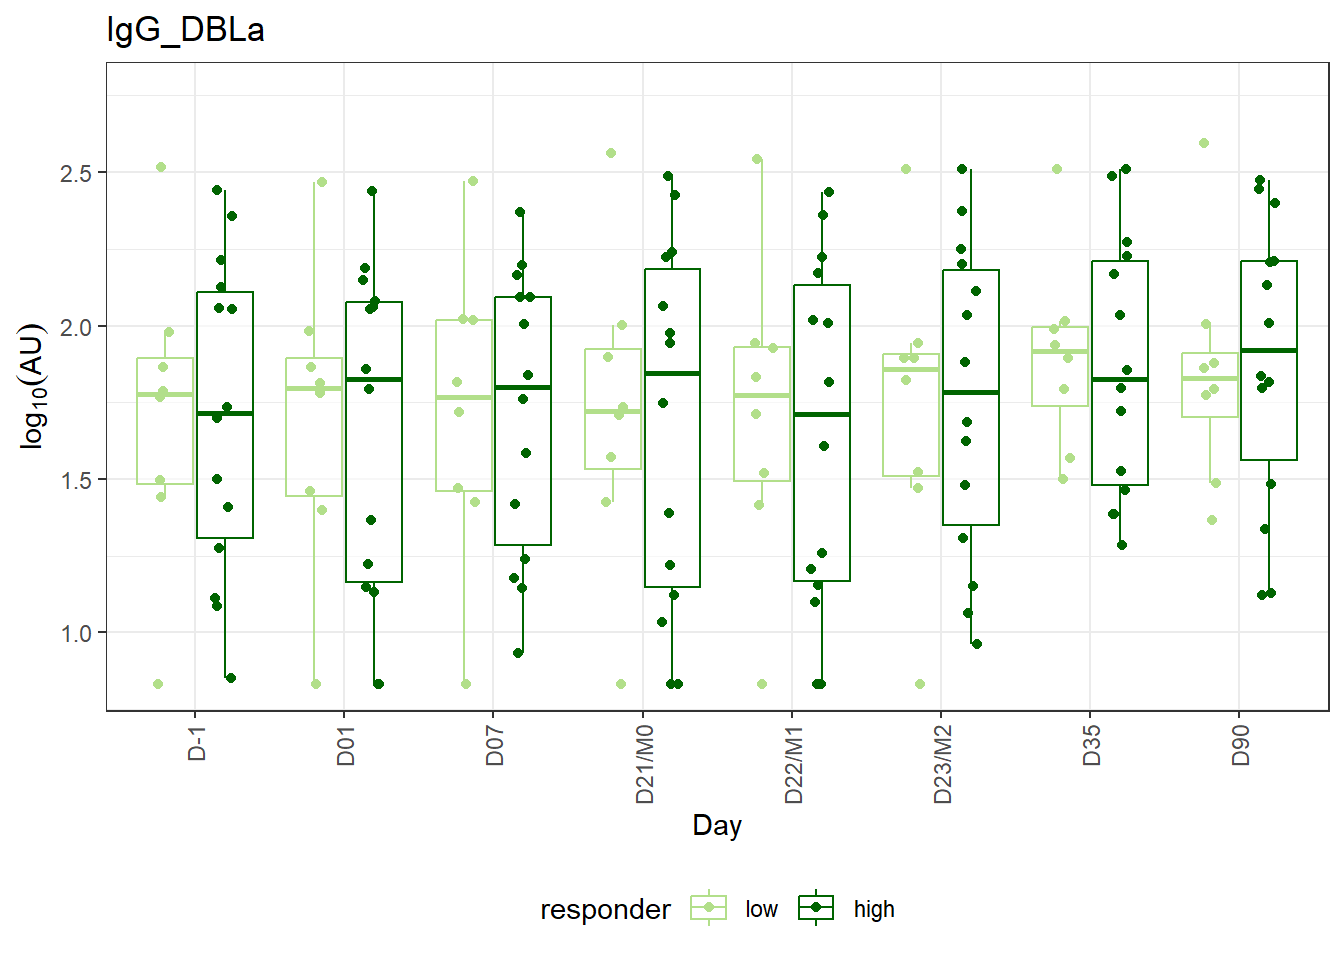 IgG_DBLa
log10(AU)
2.5
2.0
1.5
1.0
D-1
D01
D07
D21/M0
D22/M1
D23/M2
D35
D90
Day
responder low high